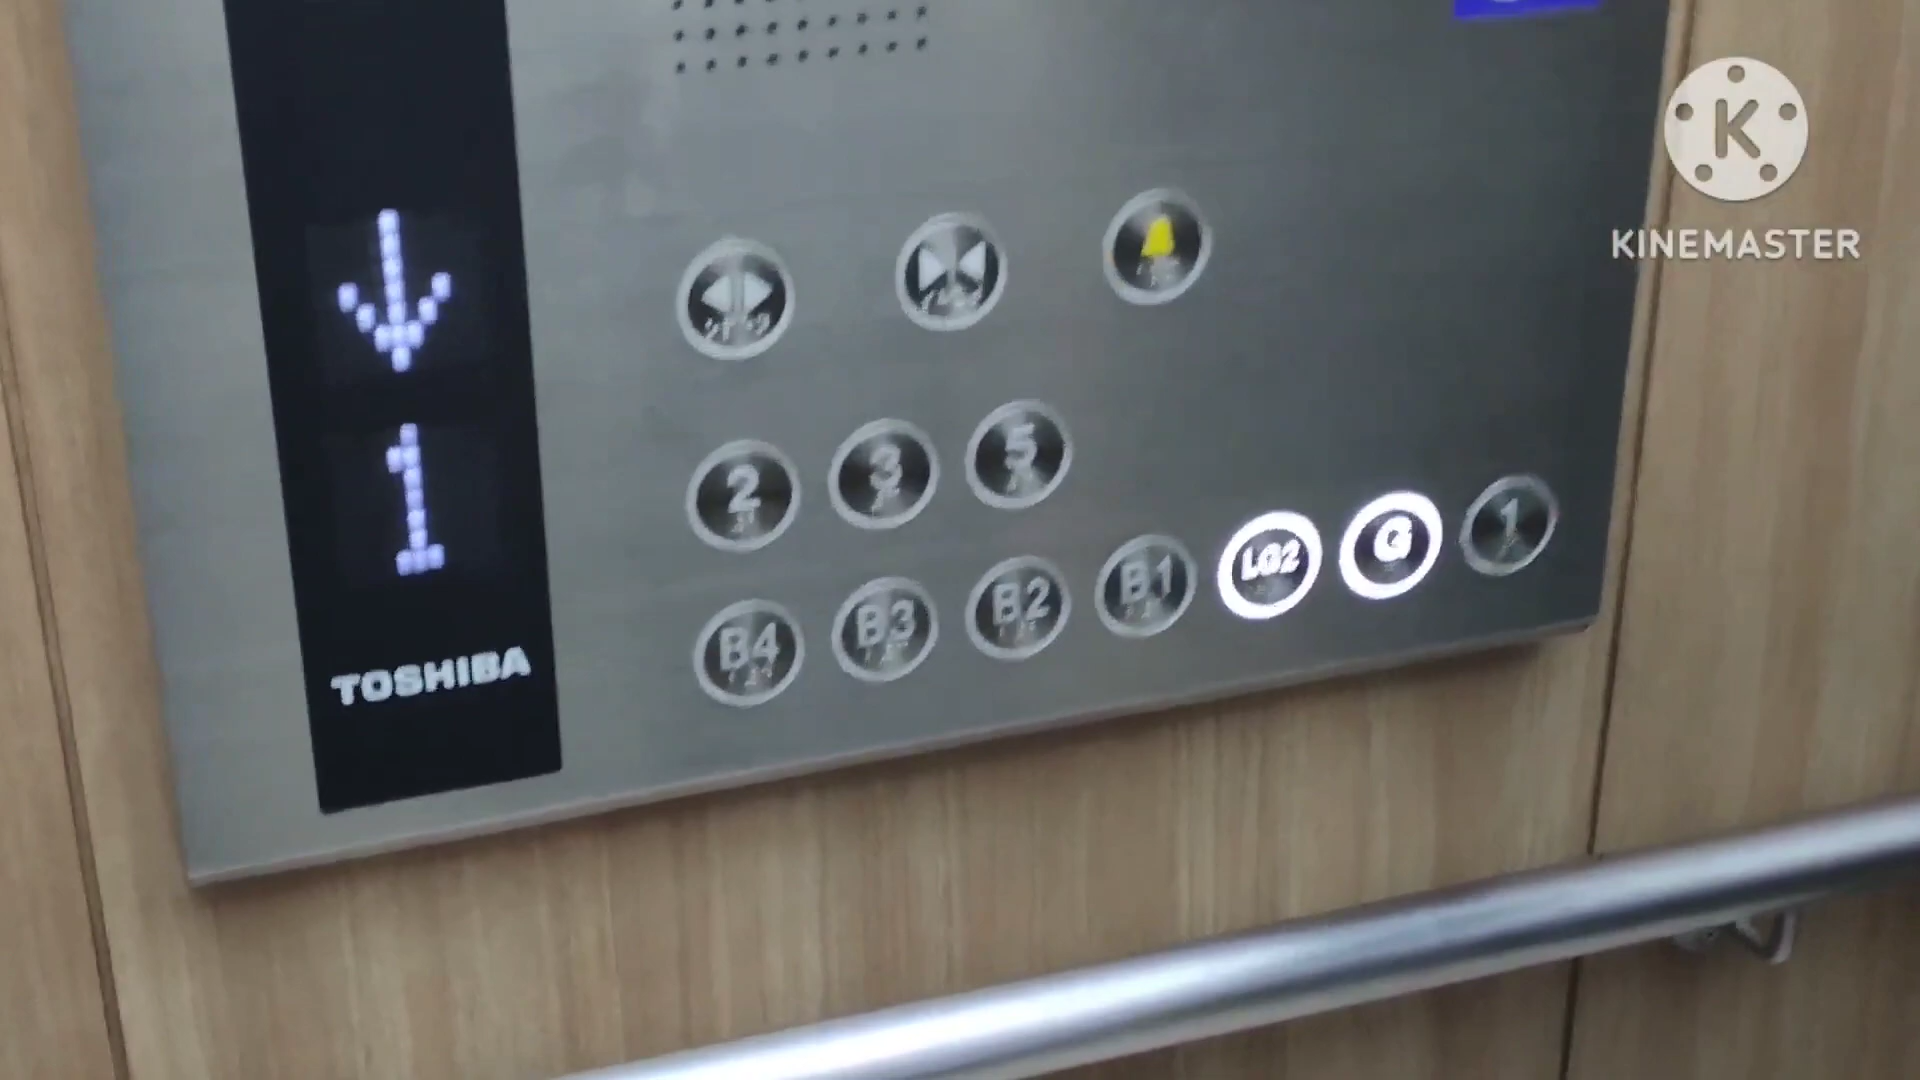 K
KINEMASTER
1
2 3 5
B4 B3 B2 B1 LG2 G 1
TOSHIBA